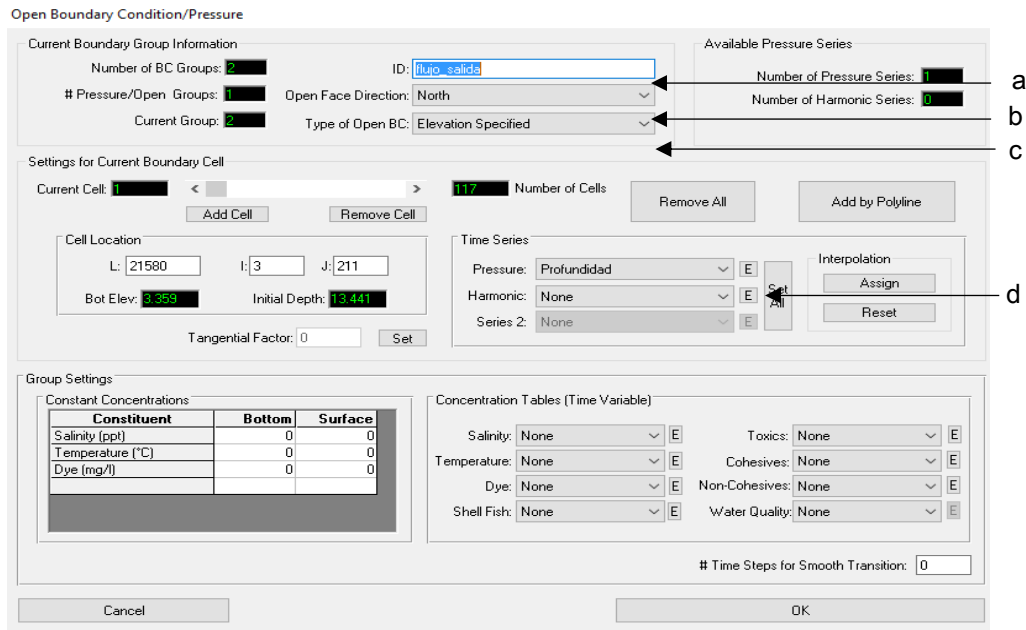 Open Boundary Condition/Pressure
Current Boundary Group Information
Number of BC Groups: 2
ID: flujo_salida
# Pressure/Open Groups: 1
Open Face Direction: North
Current Group: 2
Type of Open BC: Elevation Specified
Available Pressure Series
Number of Pressure Series: 1
Number of Harmonic Series: 0
a
b
c
Settings for Current Boundary Cell
Current Cell: 1
< >
117 Number of Cells
Remove All
Add by Polyline
Add Cell
Remove Cell
Cell Location
L: 21580 I: 3 J: 211
Bot Elev: 3.359 Initial Depth: 13.441
Tangential Factor: 0 Set
Time Series
Pressure: Profundidad E
Harmonic: None E
Series 2: None E
Set
All
Interpolation
Assign
Reset
d
Group Settings
Constant Concentrations
Constituent Bottom Surface
Salinity (ppt) 0 0
Temperature (°C) 0 0
Dye (mg/l) 0 0
Concentration Tables (Time Variable)
Salinity: None E Toxics: None E
Temperature: None E Cohesives: None E
Dye: None E Non-Cohesives: None E
Shell Fish: None E Water Quality: None E
# Time Steps for Smooth Transition: 0
Cancel
OK